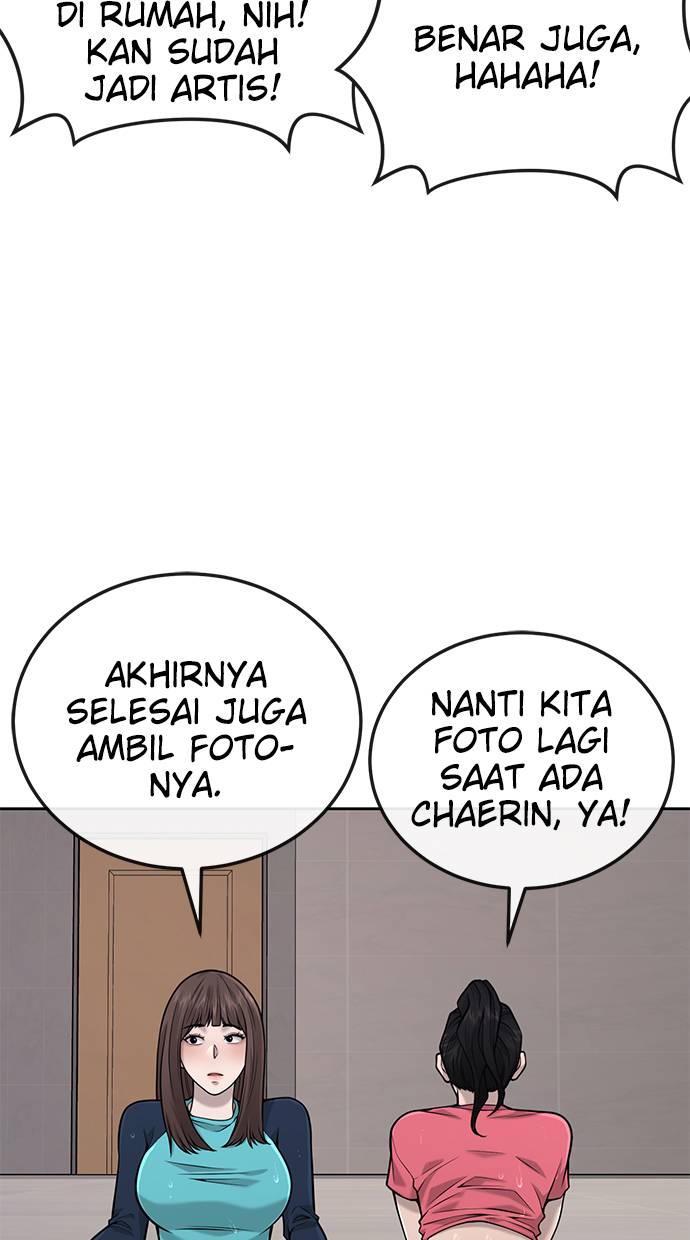 DI RUMAH, NIH!
KAN SUDAH
JADI ARTIS!
BENAR JUGA,
HAHAHA!
AKHIRNYA
SELESAI JUGA
AMBIL FOTO-
NYA.
NANTI KITA
FOTO LAGI
SAAT ADA
CHAERIN, YA!